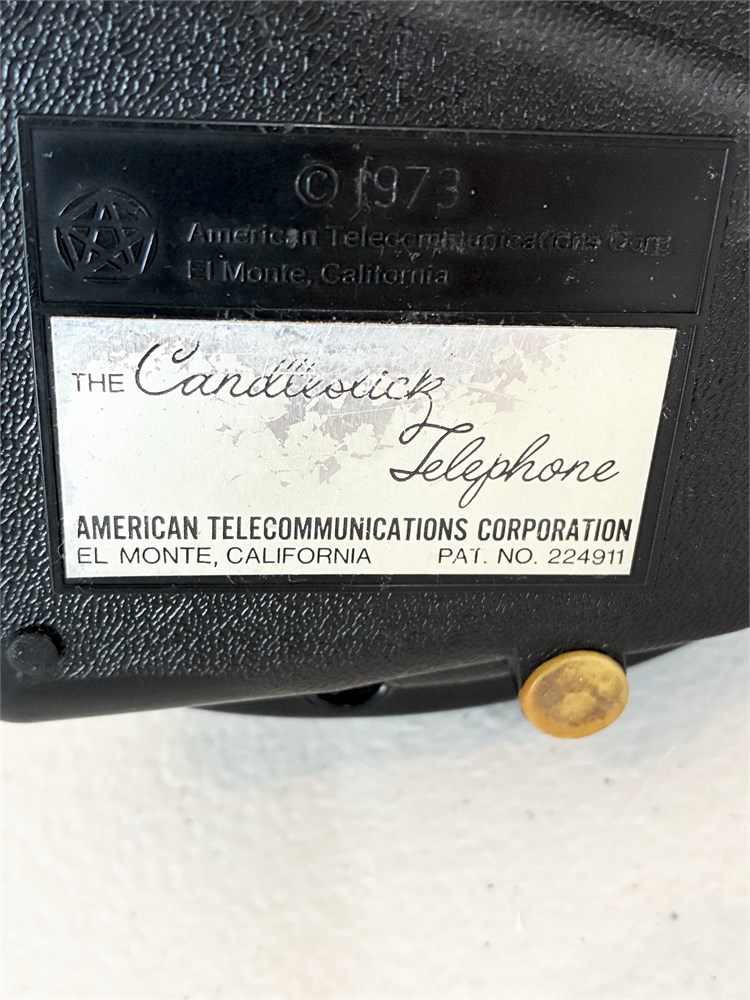 © 1973
American Telecommunications Corp.
El Monte, California
THE Candlestick
Telephone
AMERICAN TELECOMMUNICATIONS CORPORATION
EL MONTE, CALIFORNIA PAT. NO. 224911